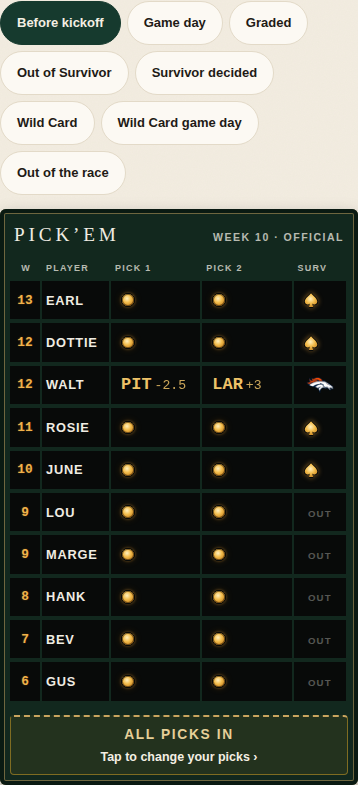 Before kickoff
Game day
Graded
Out of Survivor
Survivor decided
Wild Card
Wild Card game day
Out of the race
PICK’EM
WEEK 10 · OFFICIAL
W PLAYER PICK 1 PICK 2 SURV
13 EARL
12 DOTTIE
12 WALT PIT -2.5 LAR +3
11 ROSIE
10 JUNE
9 LOU OUT
9 MARGE OUT
8 HANK OUT
7 BEV OUT
6 GUS OUT
ALL PICKS IN
Tap to change your picks ›